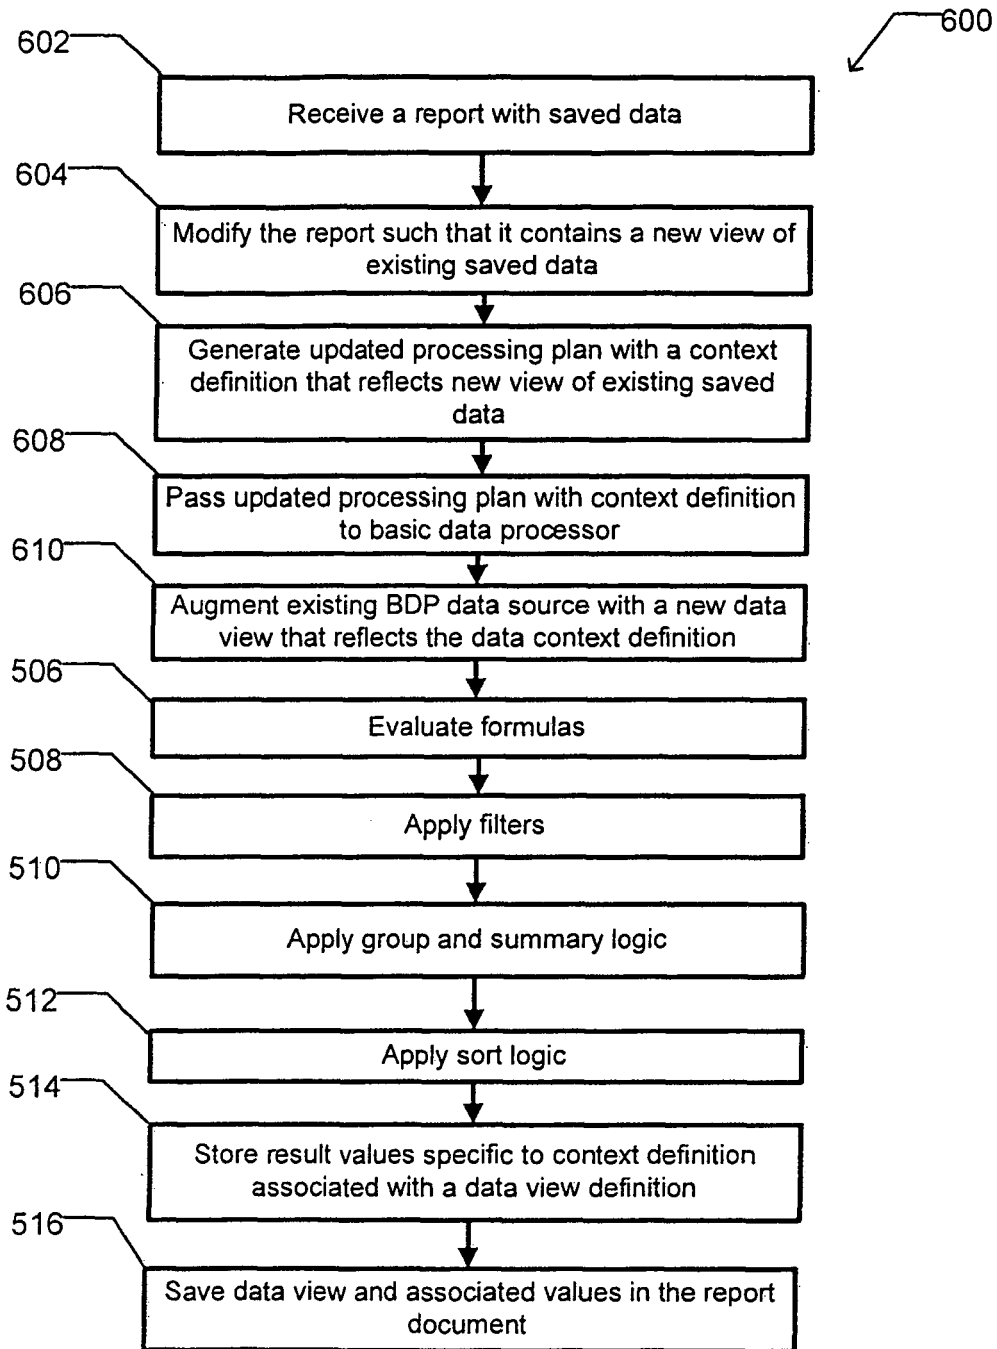 600
602
Receive a report with saved data
604
Modify the report such that it contains a new view of
existing saved data
606
Generate updated processing plan with a context
definition that reflects new view of existing saved
data
608
Pass updated processing plan with context definition
to basic data processor
610
Augment existing BDP data source with a new data
view that reflects the data context definition
506
Evaluate formulas
508
Apply filters
510
Apply group and summary logic
512
Apply sort logic
514
Store result values specific to context definition
associated with a data view definition
516
Save data view and associated values in the report
document